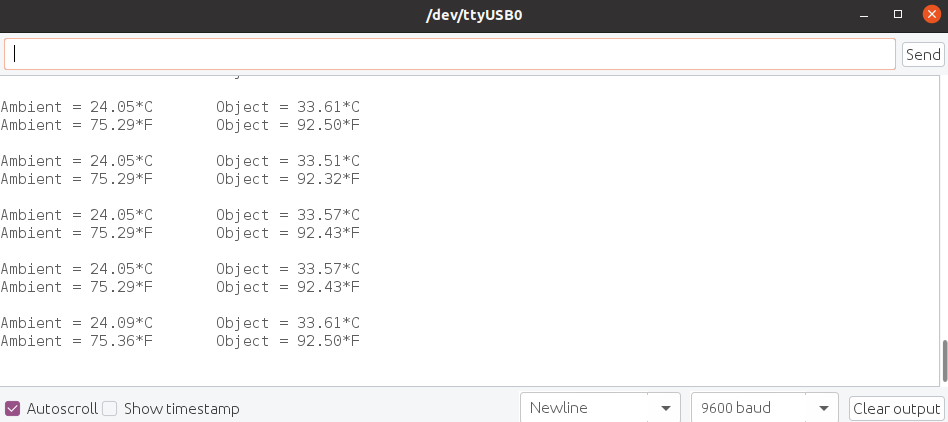 /dev/ttyUSB0
Send
Ambient = 24.05*C Object = 33.61*C
Ambient = 75.29*F Object = 92.50*F
Ambient = 24.05*C Object = 33.51*C
Ambient = 75.29*F Object = 92.32*F
Ambient = 24.05*C Object = 33.57*C
Ambient = 75.29*F Object = 92.43*F
Ambient = 24.05*C Object = 33.57*C
Ambient = 75.29*F Object = 92.43*F
Ambient = 24.09*C Object = 33.61*C
Ambient = 75.36*F Object = 92.50*F
Autoscroll Show timestamp Newline 9600 baud Clear output